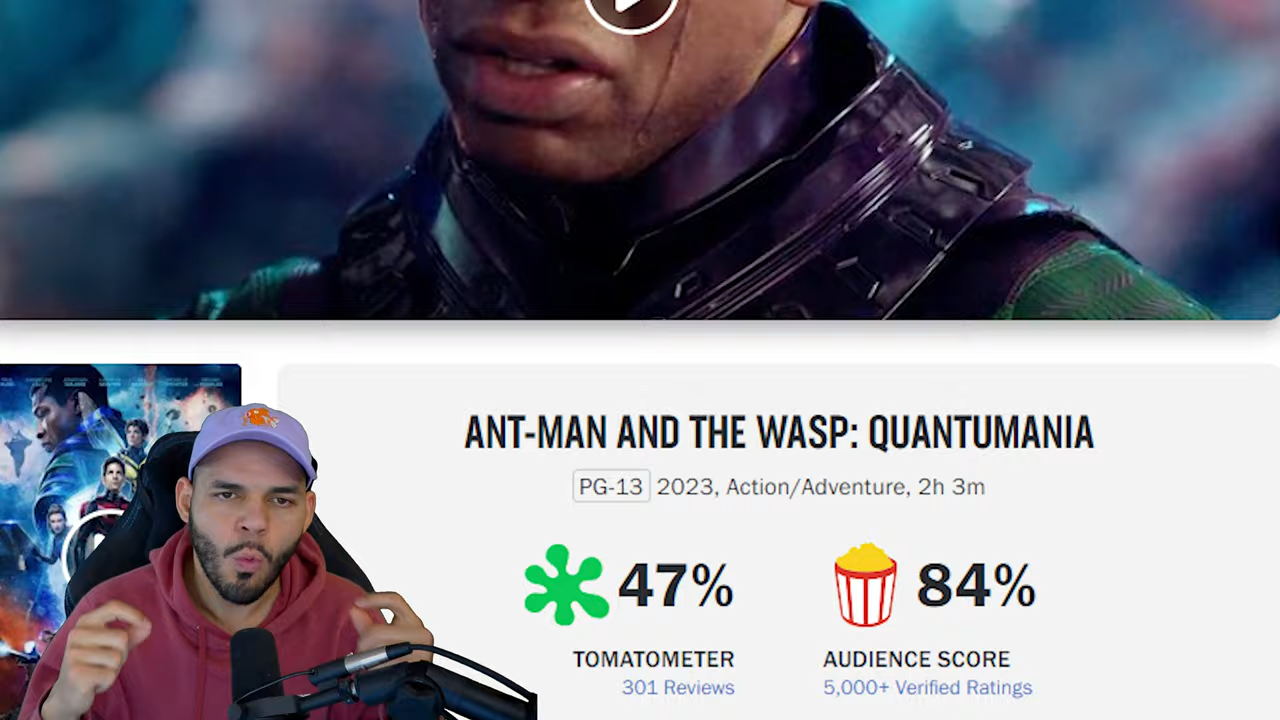 ANT-MAN AND THE WASP: QUANTUMANIA
PG-13 2023, Action/Adventure, 2h 3m
47% 84%
TOMATOMETER AUDIENCE SCORE
301 Reviews 5,000+ Verified Ratings